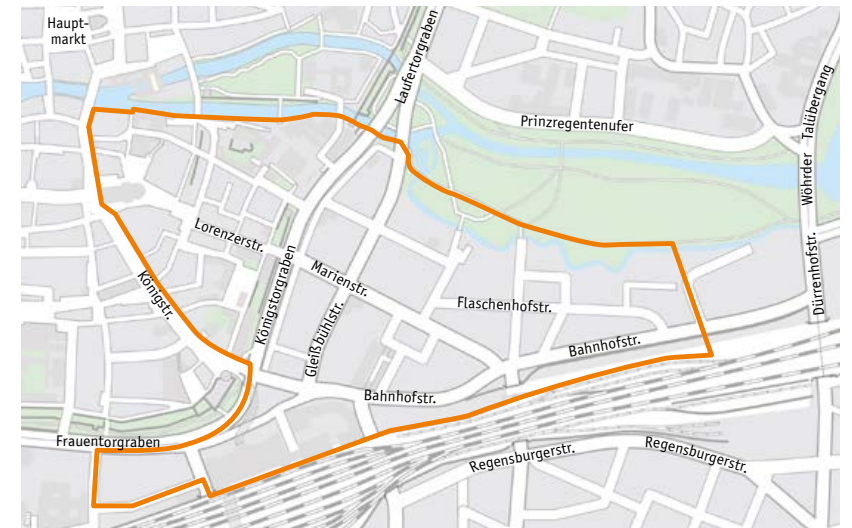 Haupt-
markt
Laufertorgraben
Prinzregentenufer
Wöhrder Talübergang
Lorenzerstr.
Königstorgraben
Marienstr.
Königstr.
Gleißbühlstr.
Flaschenhofstr.
Dürrenhofstr.
Bahnhofstr.
Bahnhofstr.
Frauentorgraben
Regensburgerstr.
Regensburgerstr.